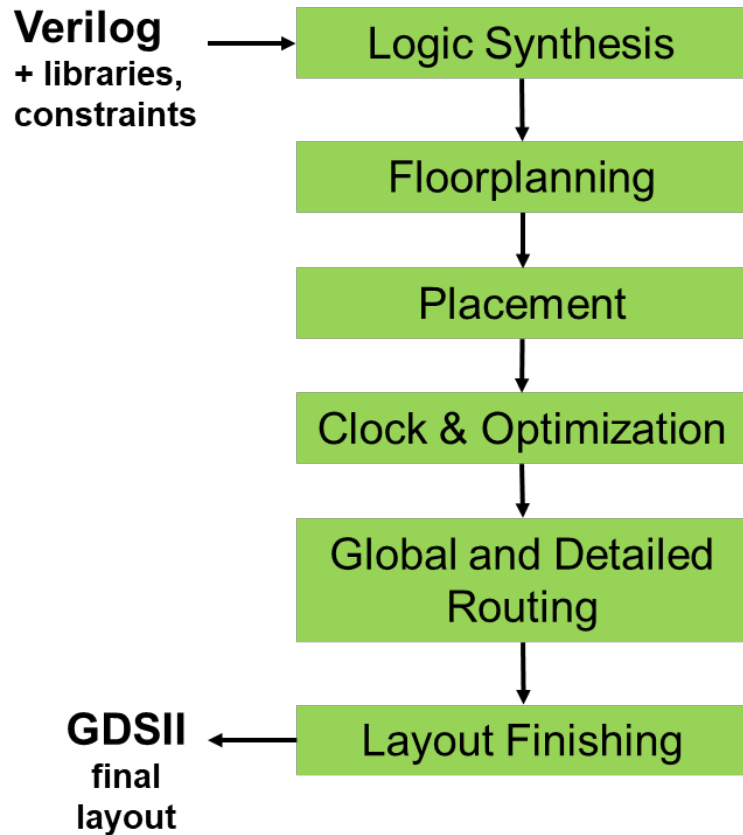 Verilog
+ libraries,
constraints
Logic Synthesis
Floorplanning
Placement
Clock & Optimization
Global and Detailed
Routing
Layout Finishing
GDSII
final
layout